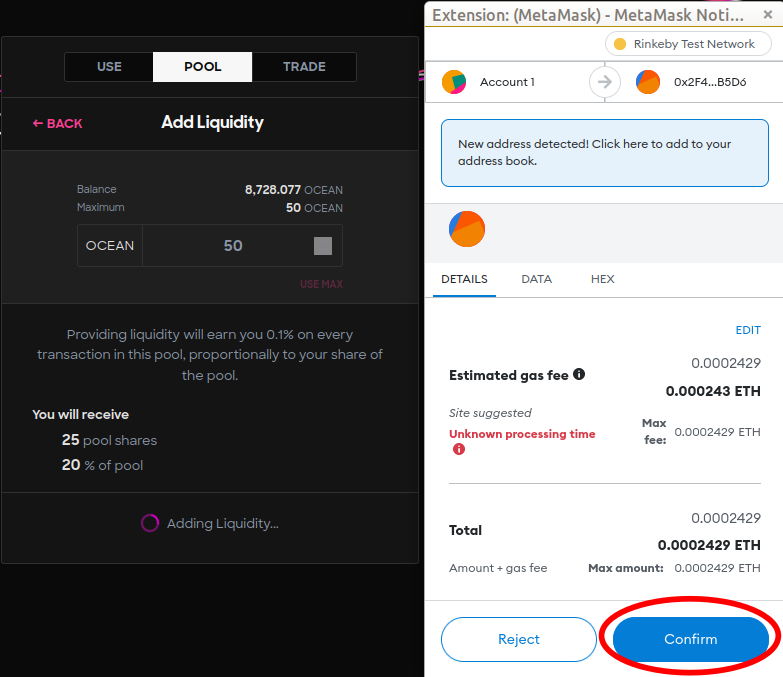 Extension: (MetaMask) - MetaMask Noti... ×
Rinkeby Test Network
Account 1
0x2F4...B5D6
New address detected! Click here to add to your
address book.
DETAILS
DATA
HEX
EDIT
0.0002429
Estimated gas fee
0.000243 ETH
Site suggested
Unknown processing time
Max
fee:
0.0002429 ETH
0.0002429
Total
0.0002429 ETH
Amount + gas fee
Max amount: 0.0002429 ETH
Reject
Confirm
USE
POOL
TRADE
← BACK
Add Liquidity
Balance
8,728.077 OCEAN
Maximum
50 OCEAN
OCEAN
50
USE MAX
Providing liquidity will earn you 0.1% on every
transaction in this pool, proportionally to your share of
the pool.
You will receive
25 pool shares
20 % of pool
Adding Liquidity...